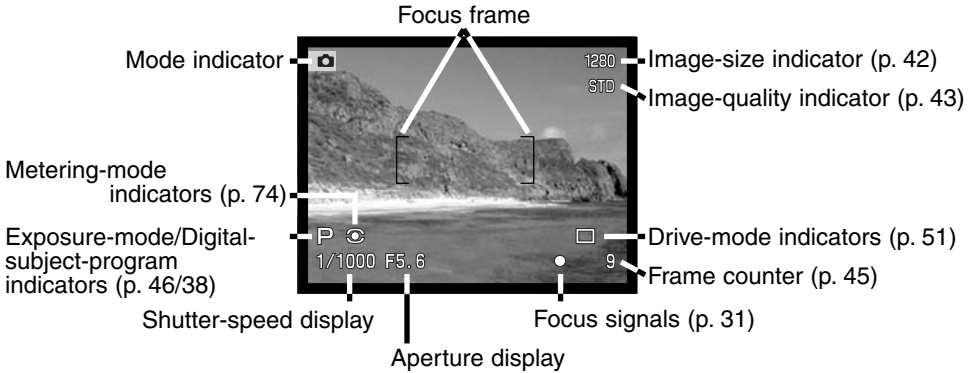 Focus frame
Mode indicator
1280
Image-size indicator (p. 42)
STD
Image-quality indicator (p. 43)
Metering-mode
indicators (p. 74)
Exposure-mode/Digital-
subject-program
indicators (p. 46/38)
P
Drive-mode indicators (p. 51)
1/1000 F5.6
9
Frame counter (p. 45)
Shutter-speed display
Focus signals (p. 31)
Aperture display